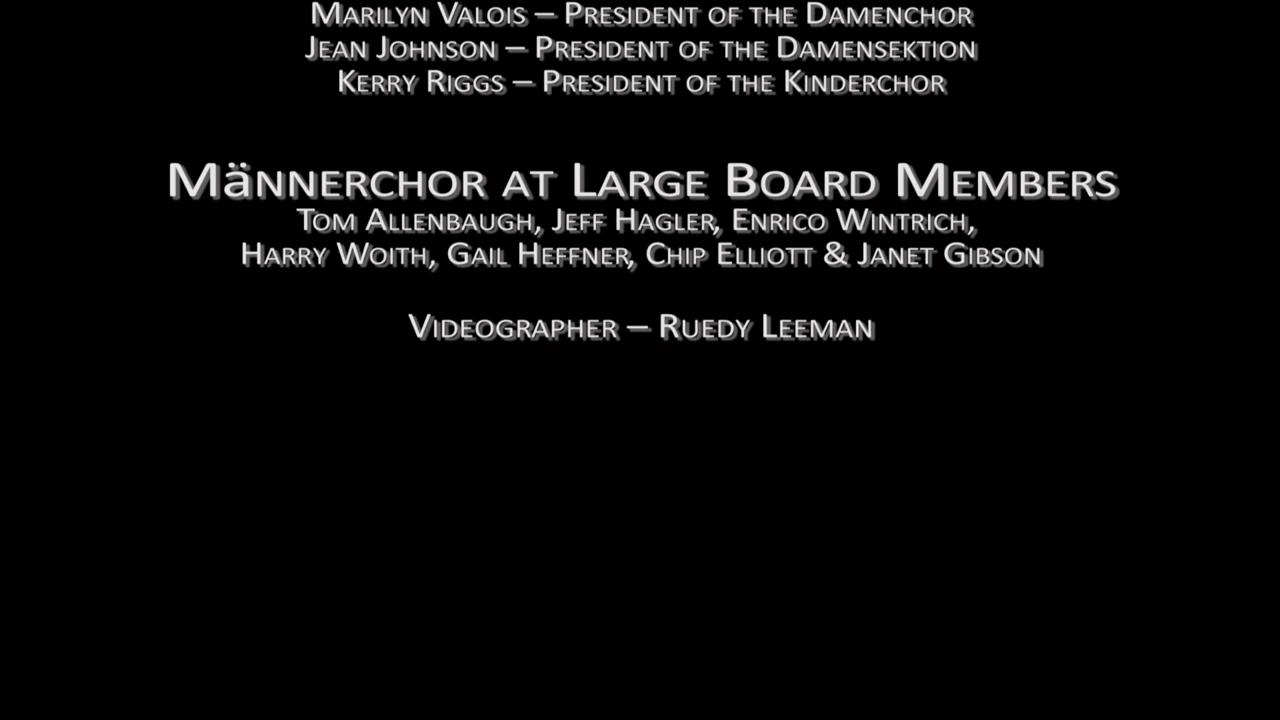 Marilyn Valois – President of the Damenchor
Jean Johnson – President of the Damensektion
Kerry Riggs – President of the Kinderchor
Männerchor at Large Board Members
Tom Allenbaugh, Jeff Hagler, Enrico Wintrich,
Harry Woith, Gail Heffner, Chip Elliott & Janet Gibson
Videographer – Ruedy Leeman